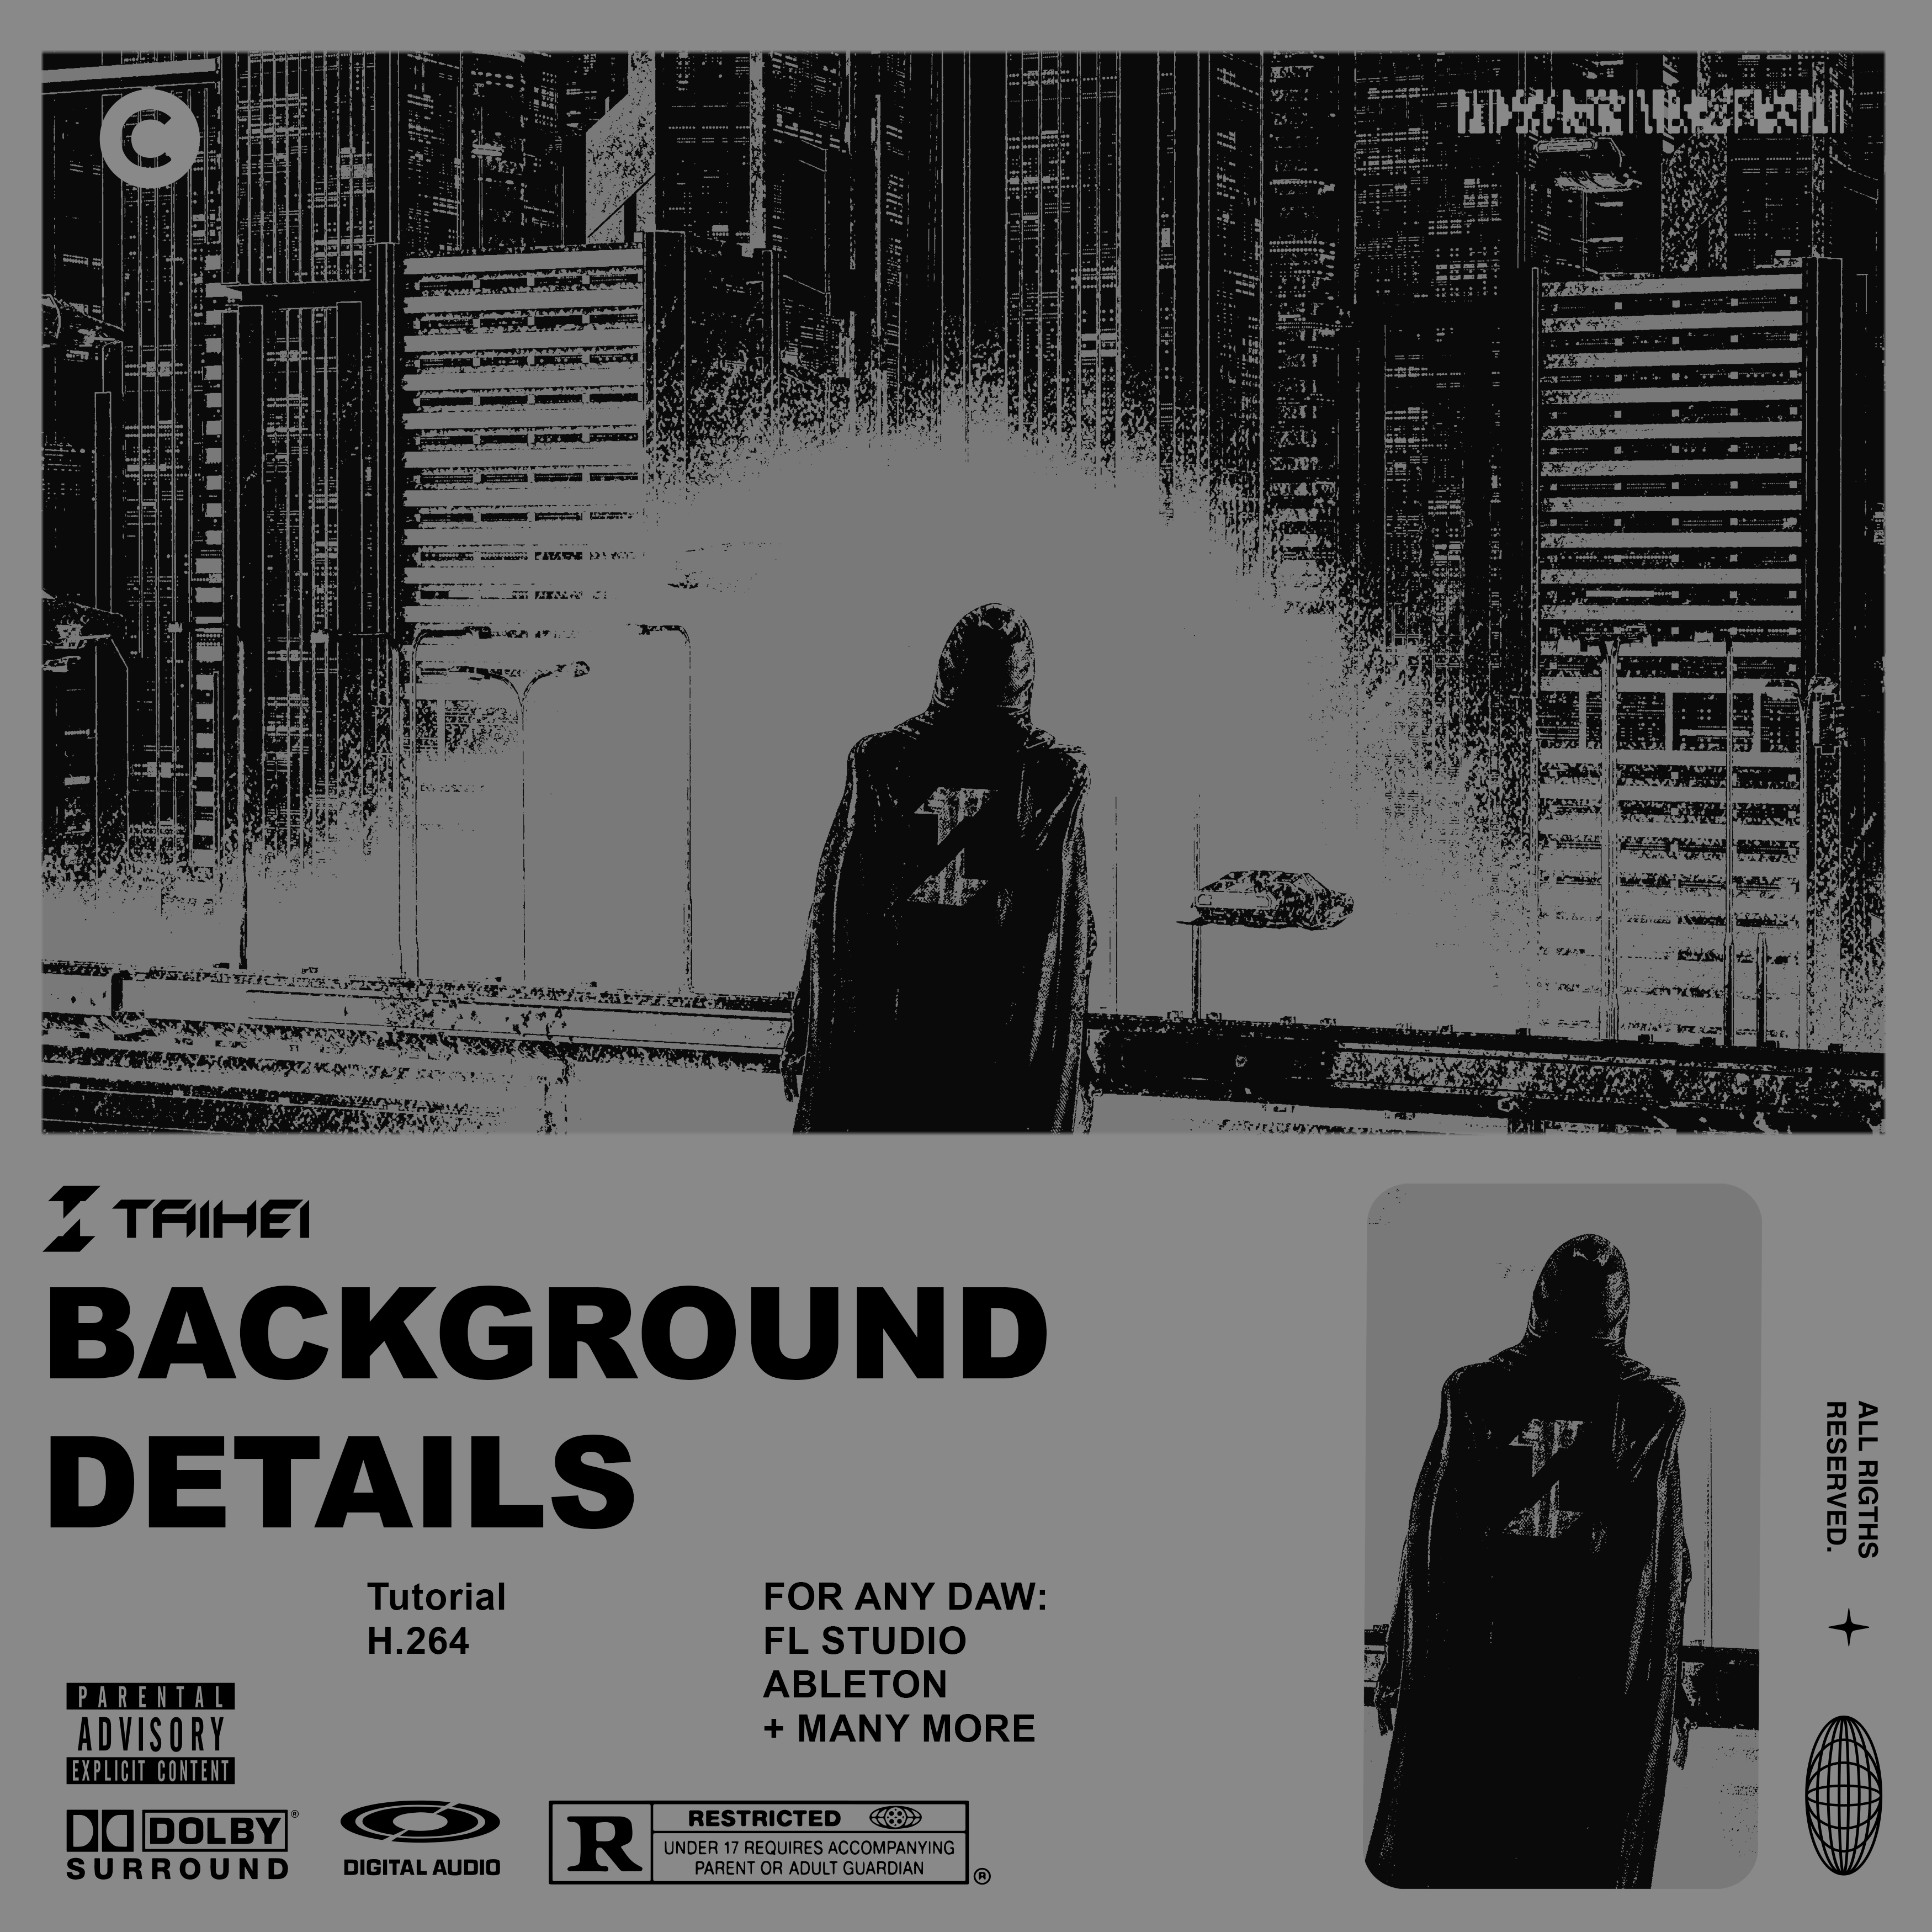 C
TAIHEI
BACKGROUND
DETAILS
Tutorial
H.264
FOR ANY DAW:
FL STUDIO
ABLETON
+ MANY MORE
ALL RIGTHS
RESERVED.
PARENTAL
ADVISORY
EXPLICIT CONTENT
DOLBY®
SURROUND
DIGITAL AUDIO
R
RESTRICTED
UNDER 17 REQUIRES ACCOMPANYING
PARENT OR ADULT GUARDIAN
®